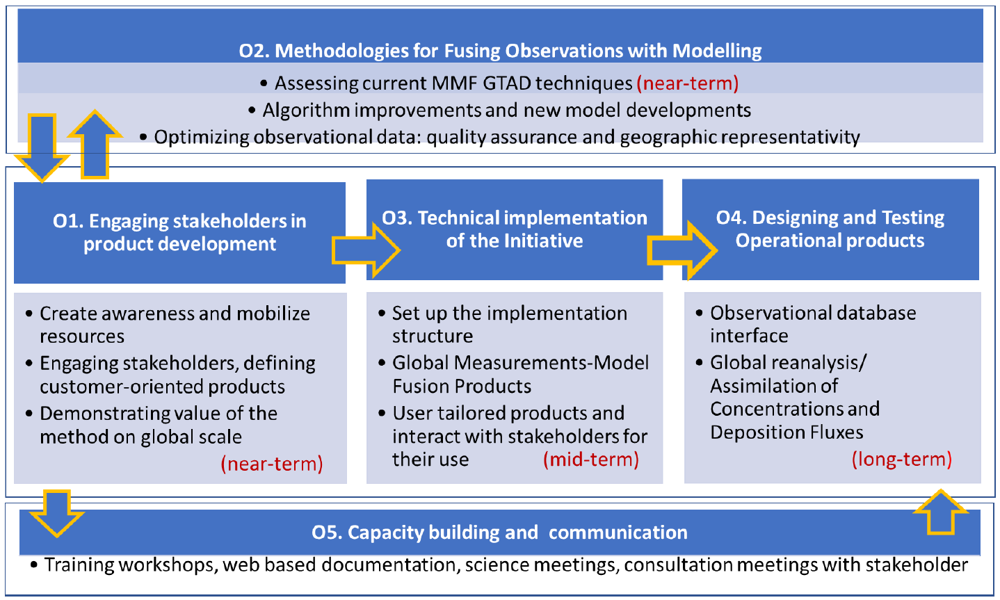 O2. Methodologies for Fusing Observations with Modelling
• Assessing current MMF GTAD techniques (near-term)
• Algorithm improvements and new model developments
• Optimizing observational data: quality assurance and geographic representativity
O1. Engaging stakeholders in
product development
• Create awareness and mobilize
resources
• Engaging stakeholders, defining
customer-oriented products
• Demonstrating value of the
method on global scale
(near-term)
O3. Technical implementation
of the Initiative
• Set up the implementation
structure
• Global Measurements-Model
Fusion Products
• User tailored products and
interact with stakeholders for
their use (mid-term)
O4. Designing and Testing
Operational products
• Observational database
interface
• Global reanalysis/
Assimilation of
Concentrations and
Deposition Fluxes
(long-term)
O5. Capacity building and communication
• Training workshops, web based documentation, science meetings, consultation meetings with stakeholder